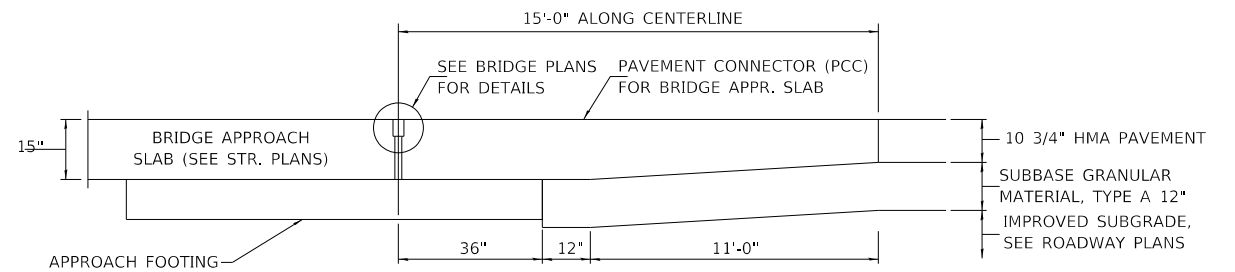 15'-0" ALONG CENTERLINE
SEE BRIDGE PLANS
FOR DETAILS
PAVEMENT CONNECTOR (PCC)
FOR BRIDGE APPR. SLAB
15"
BRIDGE APPROACH
SLAB (SEE STR. PLANS)
10 3/4" HMA PAVEMENT
SUBBASE GRANULAR
MATERIAL, TYPE A 12"
IMPROVED SUBGRADE,
SEE ROADWAY PLANS
36"
12"
11'-0"
APPROACH FOOTING